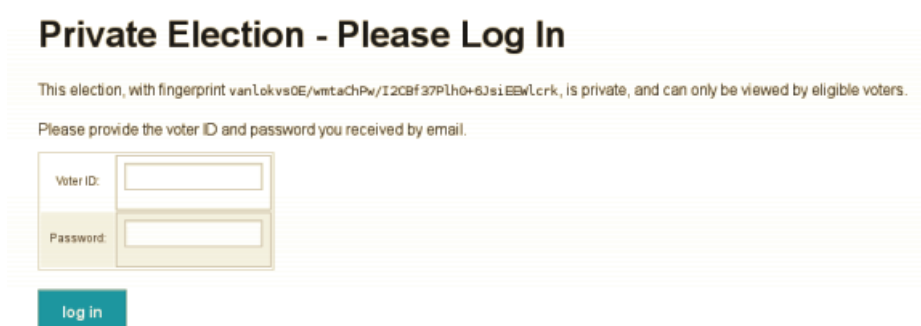 Private Election - Please Log In
This election, with fingerprint vanlokvsOE/wmtaChPw/I2CBf37Plh0+6JsiEEWlcrk, is private, and can only be viewed by eligible voters.
Please provide the voter ID and password you received by email.
Voter ID:
Password:
log in